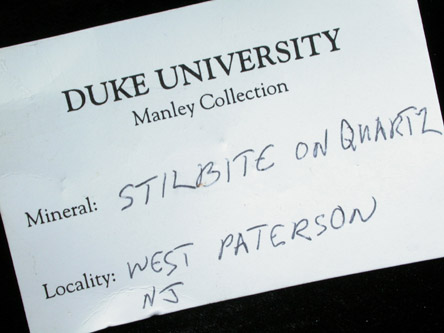 DUKE UNIVERSITY
Manley Collection
Mineral: STILBITE ON QUARTZ
Locality: WEST PATERSON
NJ